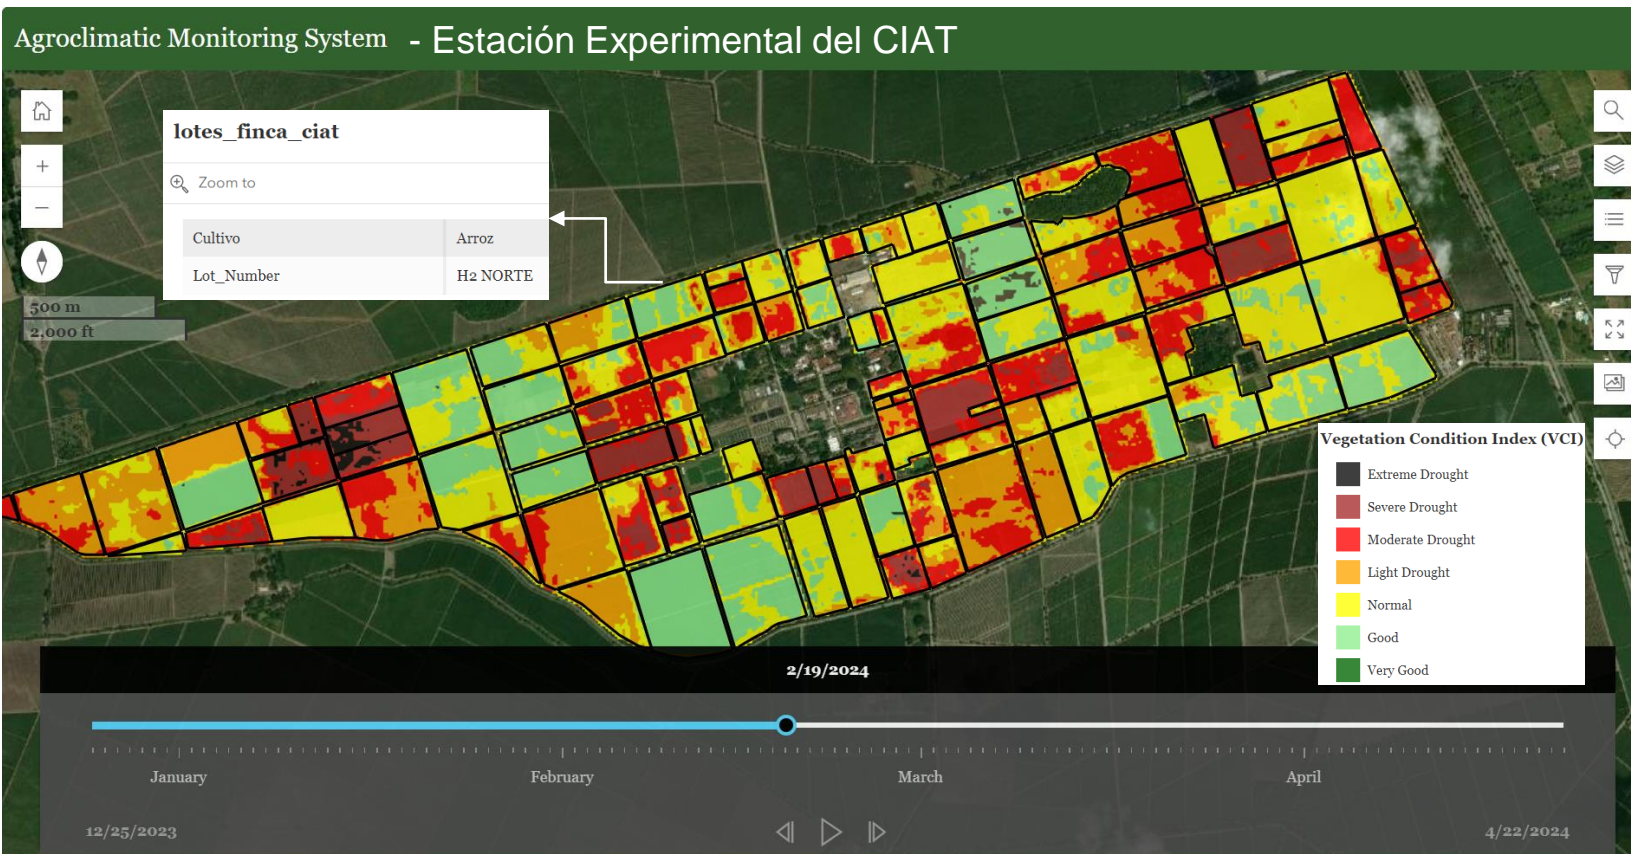 Agroclimatic Monitoring System - Estación Experimental del CIAT
lotes_finca_ciat
Zoom to
Cultivo Arroz
Lot_Number H2 NORTE
500 m
2,000 ft
Vegetation Condition Index (VCI)
Extreme Drought
Severe Drought
Moderate Drought
Light Drought
Normal
Good
Very Good
2/19/2024
January February March April
12/25/2023 4/22/2024